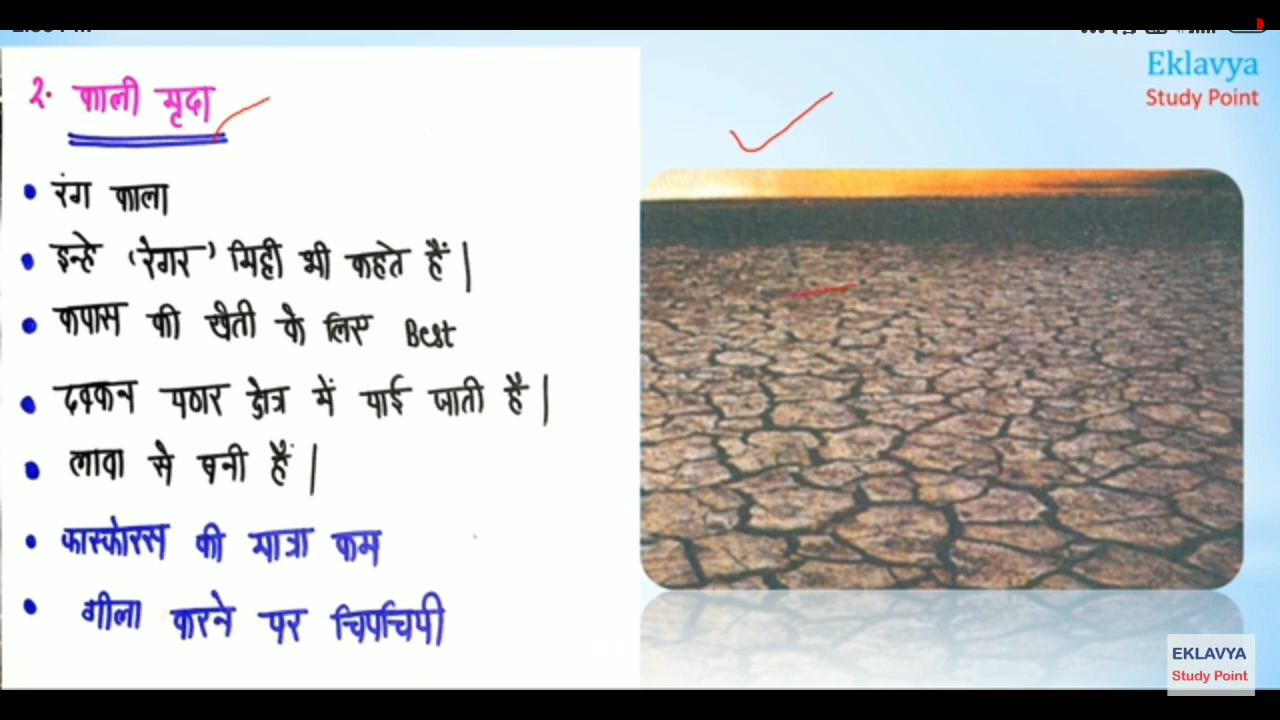 २. काली मृदा
• रंग काला
• इन्हे 'रेगर' मिट्टी भी कहते हैं |
• कपास की खेती के लिए Best
• दक्कन पठार क्षेत्र में पाई जाती है |
• लावा से बनी हैं |
• फास्फोरस की मात्रा कम
• गीला करने पर चिपचिपी
Eklavya
Study Point
EKLAVYA
Study Point